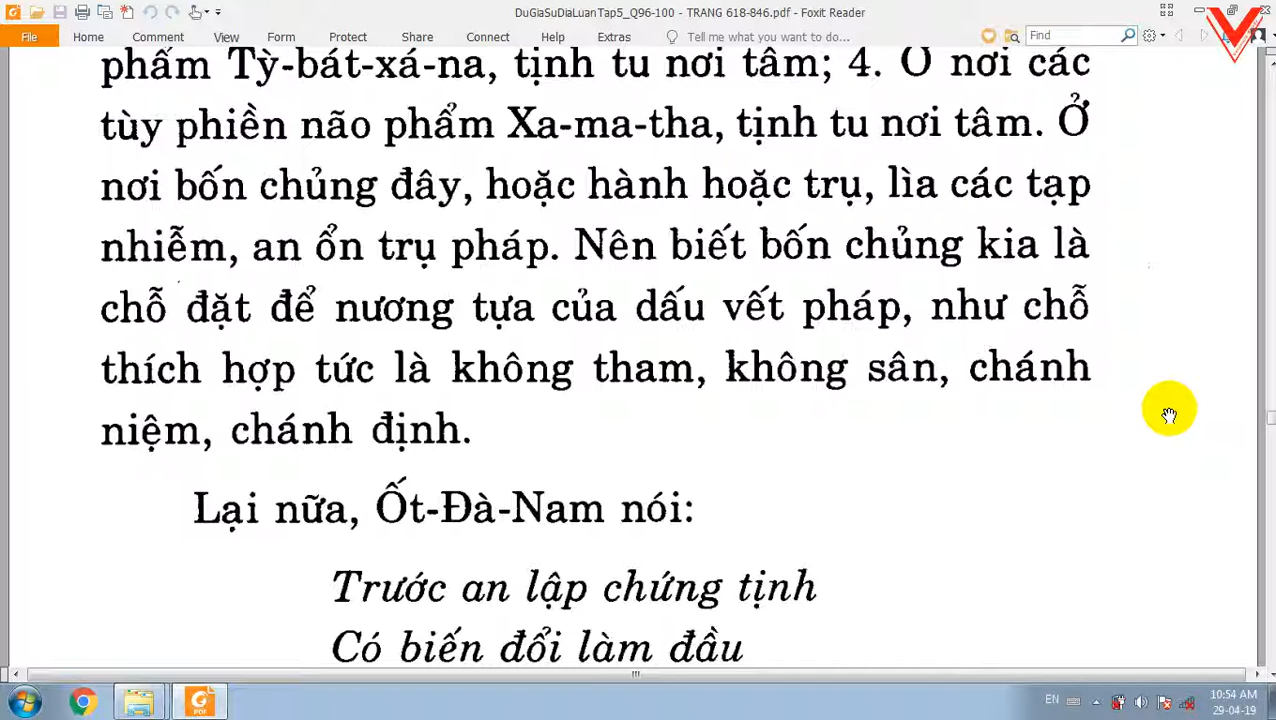 DuGiaSuDiaLuanTap5_Q96-100 - TRANG 618-846.pdf - Foxit Reader
File Home Comment View Form Protect Share Connect Help Extras Tell me what you want to do... Find
phẩm Tỳ-bát-xá-na, tịnh tu nơi tâm; 4. Ở nơi các
tùy phiền não phẩm Xa-ma-tha, tịnh tu nơi tâm. Ở
nơi bốn chủng đây, hoặc hành hoặc trụ, lìa các tạp
nhiễm, an ổn trụ pháp. Nên biết bốn chủng kia là
chỗ đặt để nương tựa của dấu vết pháp, như chỗ
thích hợp tức là không tham, không sân, chánh
niệm, chánh định.
Lại nữa, Ốt-Đà-Nam nói:
Trước an lập chứng tịnh
Có biến đổi làm đầu
EN
10:54 AM
29-04-19